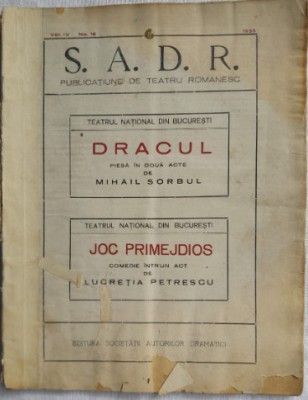 S. A. D. R.
PUBLICAȚIUNE DE TEATRU ROMANESC
TEATRUL NAȚIONAL DIN BUCUREȘTI
DRACUL
PIESĂ ÎN DOUĂ ACTE
DE
MIHAIL SORBUL
TEATRUL NAȚIONAL DIN BUCUREȘTI
JOC PRIMEJDIOS
COMEDIE ÎNTR'UN ACT
DE
LUCREȚIA PETRESCU
EDITURA SOCIETĂȚII AUTORILOR DRAMATICI